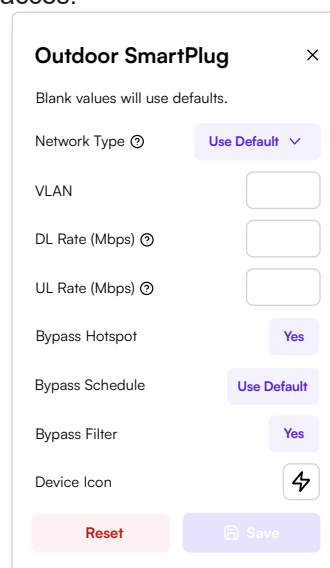 access.
Outdoor SmartPlug
Blank values will use defaults.
Network Type Use Default
VLAN
DL Rate (Mbps)
UL Rate (Mbps)
Bypass Hotspot Yes
Bypass Schedule Use Default
Bypass Filter Yes
Device Icon
Reset Save